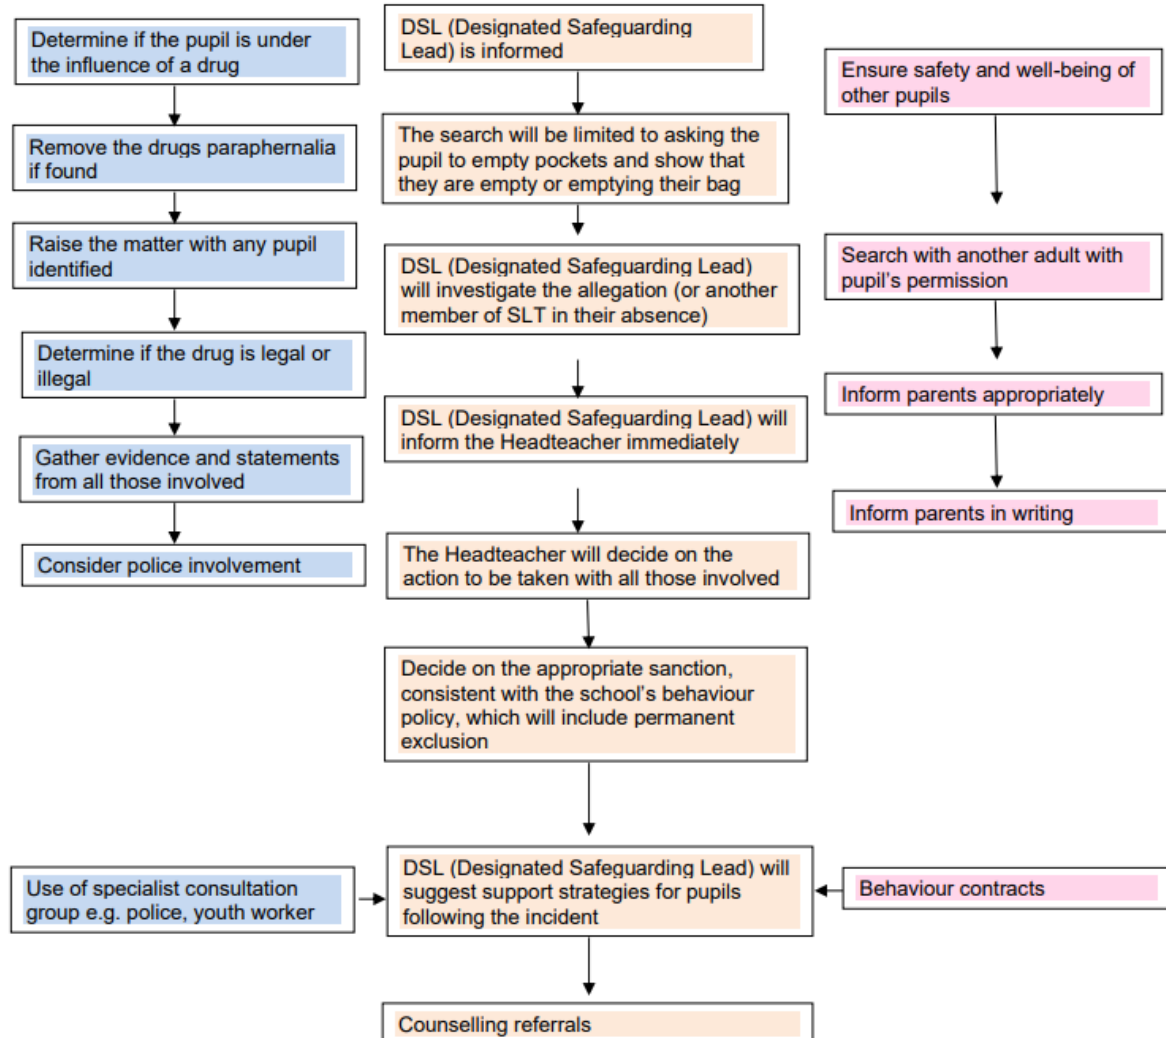 Determine if the pupil is under
the influence of a drug
Remove the drugs paraphernalia
if found
Raise the matter with any pupil
identified
Determine if the drug is legal or
illegal
Gather evidence and statements
from all those involved
Consider police involvement
DSL (Designated Safeguarding
Lead) is informed
The search will be limited to asking the
pupil to empty pockets and show that
they are empty or emptying their bag
DSL (Designated Safeguarding Lead)
will investigate the allegation (or another
member of SLT in their absence)
DSL (Designated Safeguarding Lead) will
inform the Headteacher immediately
The Headteacher will decide on the
action to be taken with all those involved
Decide on the appropriate sanction,
consistent with the school's behaviour
policy, which will include permanent
exclusion
Ensure safety and well-being of
other pupils
Search with another adult with
pupil's permission
Inform parents appropriately
Inform parents in writing
Use of specialist consultation
group e.g. police, youth worker
DSL (Designated Safeguarding Lead) will
suggest support strategies for pupils
following the incident
Behaviour contracts
Counselling referrals